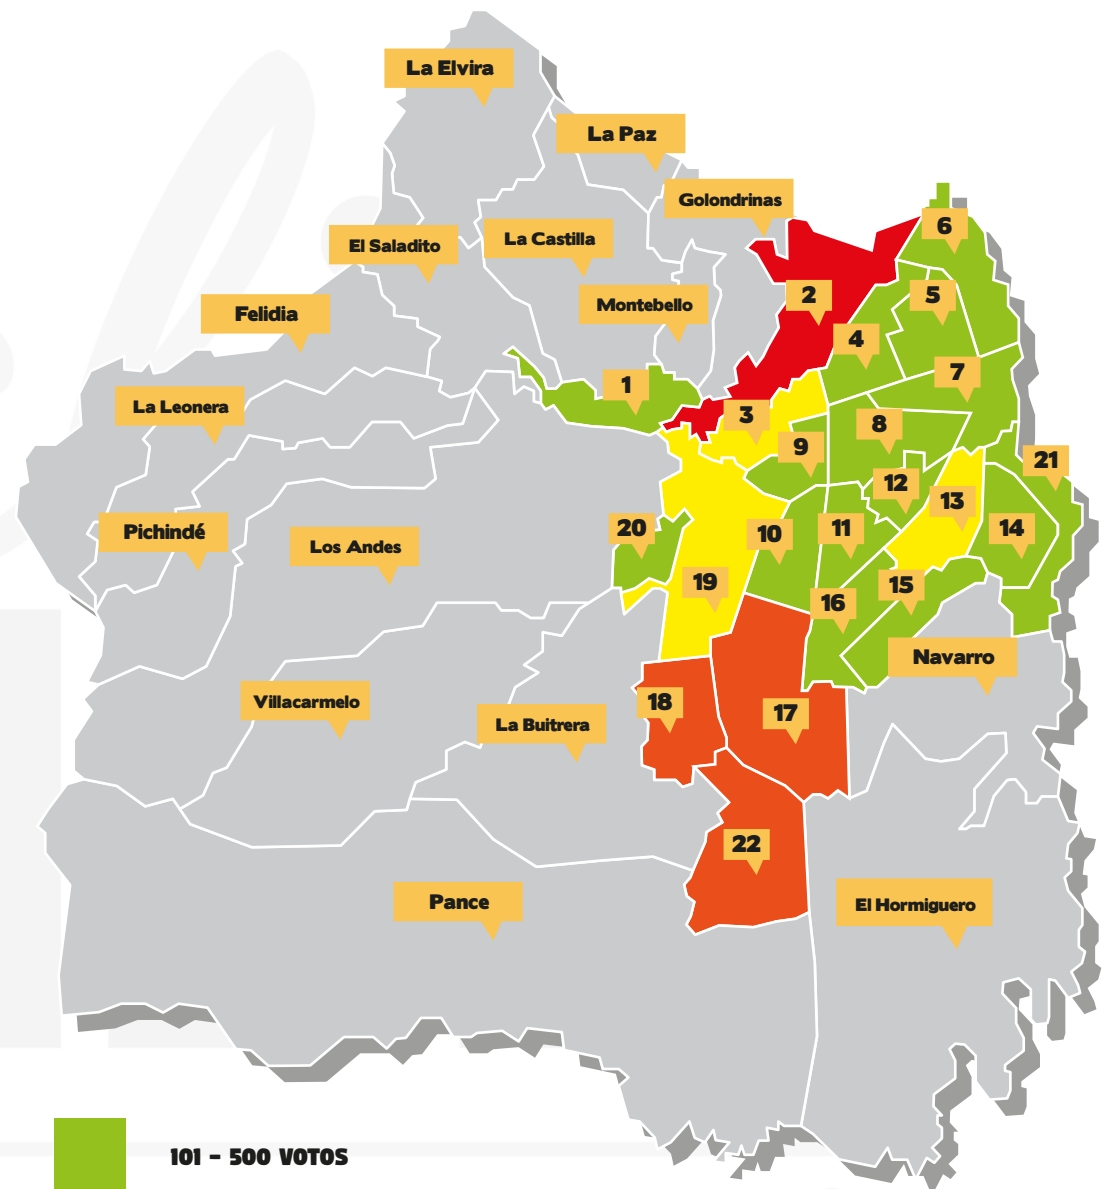 La Elvira
La Paz
Golondrinas
6
El Saladito
La Castilla
Felidia
Montebello
2
5
4
7
1
La Leonera
3
8
9
21
12
13
Pichindé
Los Andes
20
10
11
14
19
15
16
Navarro
Villacarmelo
18
17
La Buitrera
22
Pance
El Hormiguero
101 - 500 VOTOS